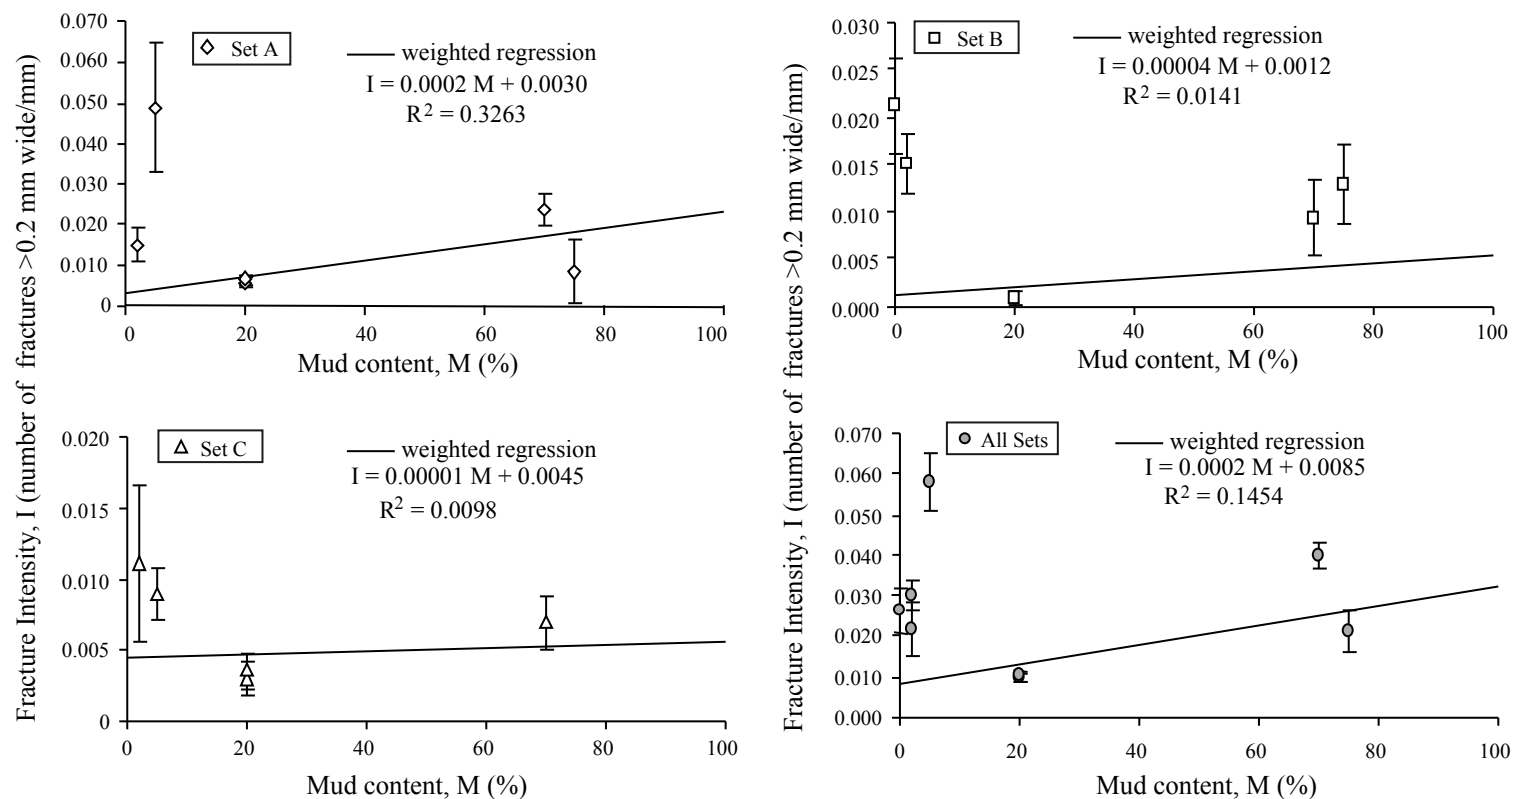 Fracture Intensity, I (number of fractures >0.2 mm wide/mm)
0.070
0.060
0.050
0.040
0.030
0.020
0.010
0
Set A
weighted regression
I = 0.0002 M + 0.0030
R2 = 0.3263
0 20 40 60 80 100
Mud content, M (%)
Fracture Intensity, I (number of fractures >0.2 mm wide/mm)
0.030
0.025
0.020
0.015
0.010
0.005
0.000
Set B
weighted regression
I = 0.00004 M + 0.0012
R2 = 0.0141
0 20 40 60 80 100
Mud content, M (%)
0.020
0.015
0.010
0.005
0
Set C
weighted regression
I = 0.00001 M + 0.0045
R2 = 0.0098
0 20 40 60 80 100
Mud content, M (%)
0.070
0.060
0.050
0.040
0.030
0.020
0.010
0.000
All Sets
weighted regression
I = 0.0002 M + 0.0085
R2 = 0.1454
0 20 40 60 80 100
Mud content, M (%)